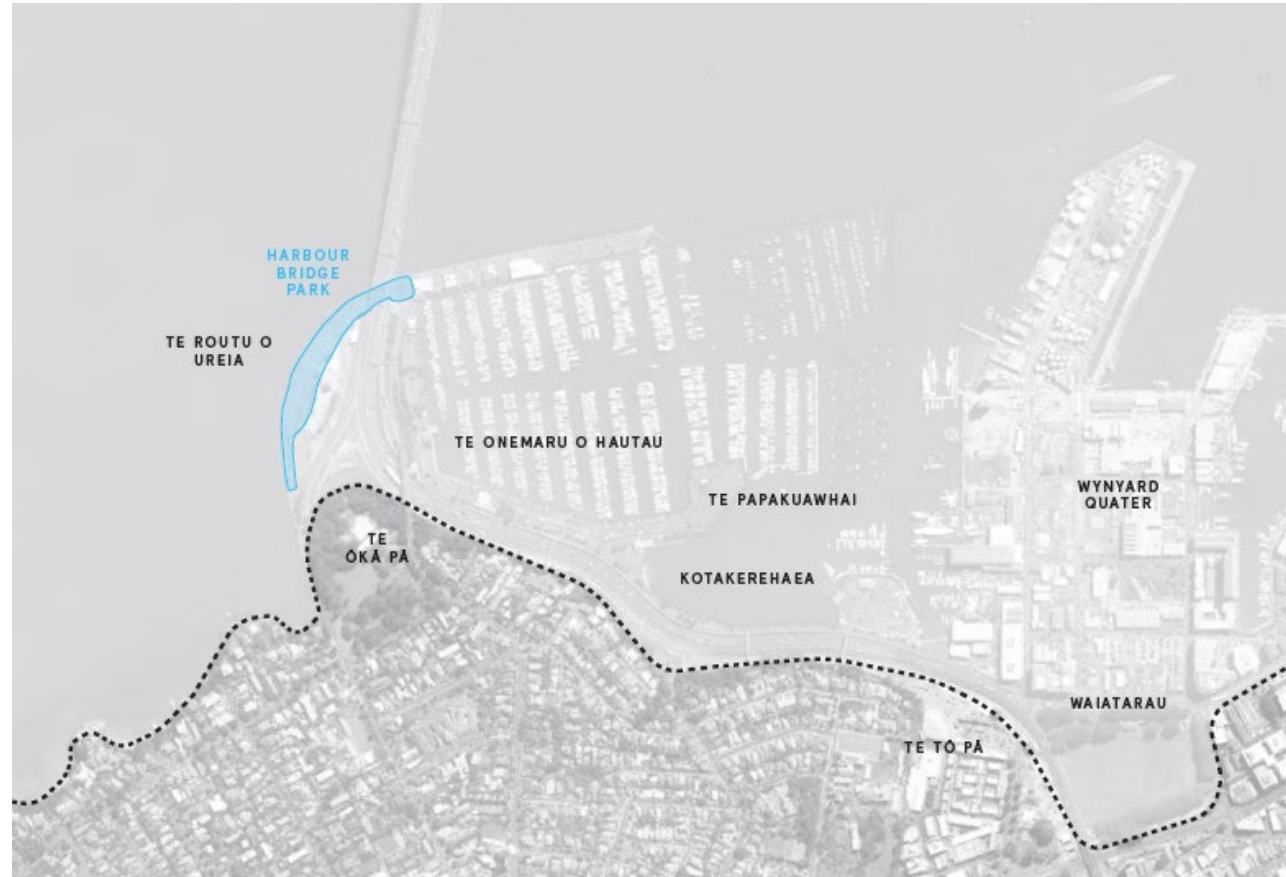 HARBOUR
BRIDGE
PARK
TE ROUTU O
UREIA
TE ONEMARU O HAUTAU
TE PAPAKUAWHAI
WYNYARD
QUATER
TE
ŌKĀ PĀ
KOTAKEREHAEA
WAIATARAU
TE TŌ PĀ